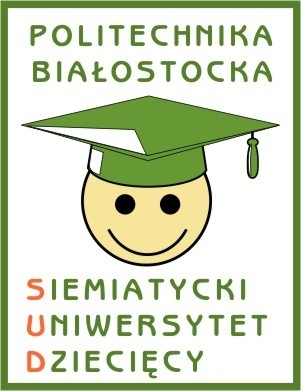 POLITECHNIKA
BIAŁOSTOCKA
SIEMIATYCKI
UNIWERSYTET
DZIECIĘCY